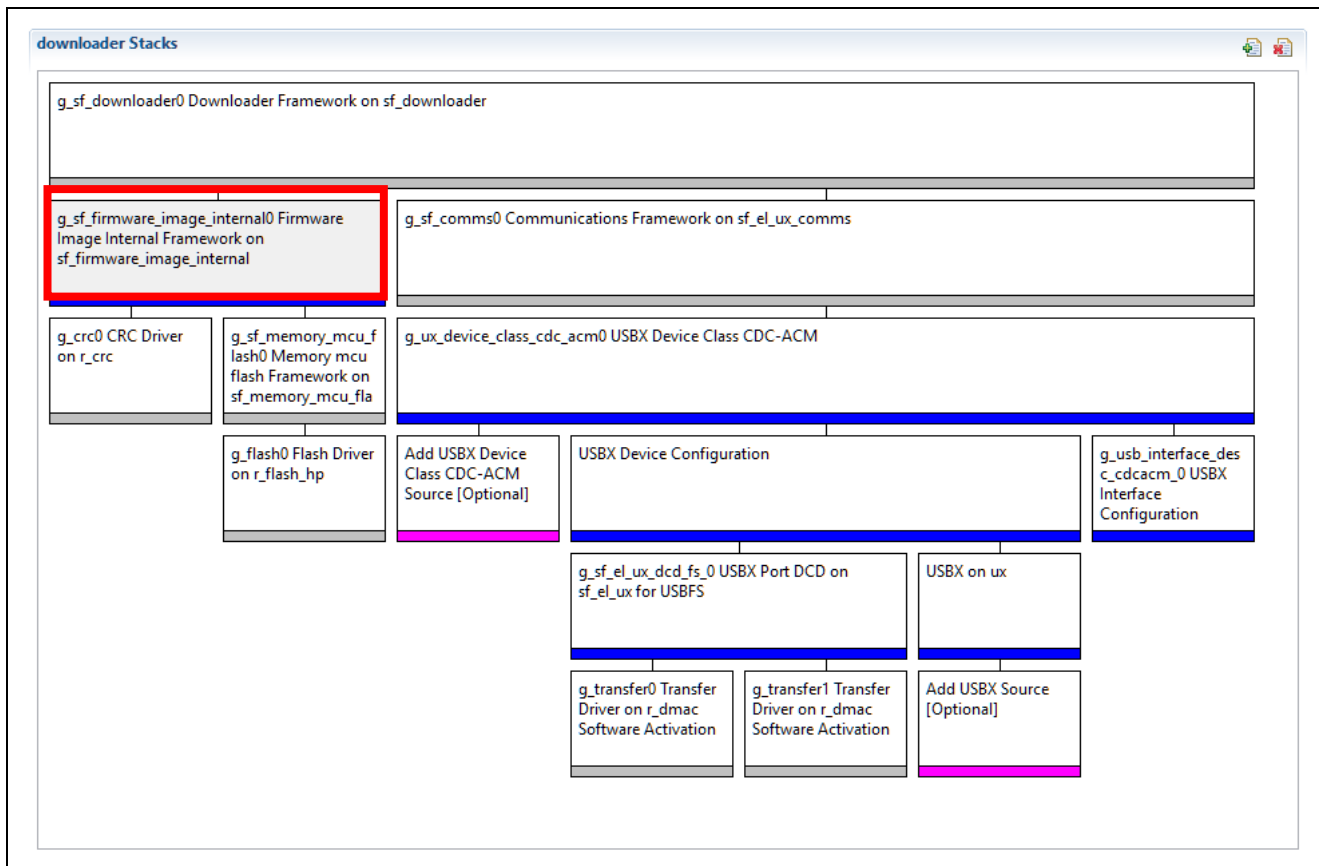 downloader Stacks
g_sf_downloader0 Downloader Framework on sf_downloader
g_sf_firmware_image_internal0 Firmware
Image Internal Framework on
sf_firmware_image_internal
g_sf_comms0 Communications Framework on sf_el_ux_comms
g_crc0 CRC Driver
on r_crc
g_sf_memory_mcu_f
lash0 Memory mcu
flash Framework on
sf_memory_mcu_fla
g_ux_device_class_cdc_acm0 USBX Device Class CDC-ACM
g_flash0 Flash Driver
on r_flash_hp
Add USBX Device
Class CDC-ACM
Source [Optional]
USBX Device Configuration
g_usb_interface_des
c_cdcacm_0 USBX
Interface
Configuration
g_sf_el_ux_dcd_fs_0 USBX Port DCD on
sf_el_ux for USBFS
USBX on ux
g_transfer0 Transfer
Driver on r_dmac
Software Activation
g_transfer1 Transfer
Driver on r_dmac
Software Activation
Add USBX Source
[Optional]